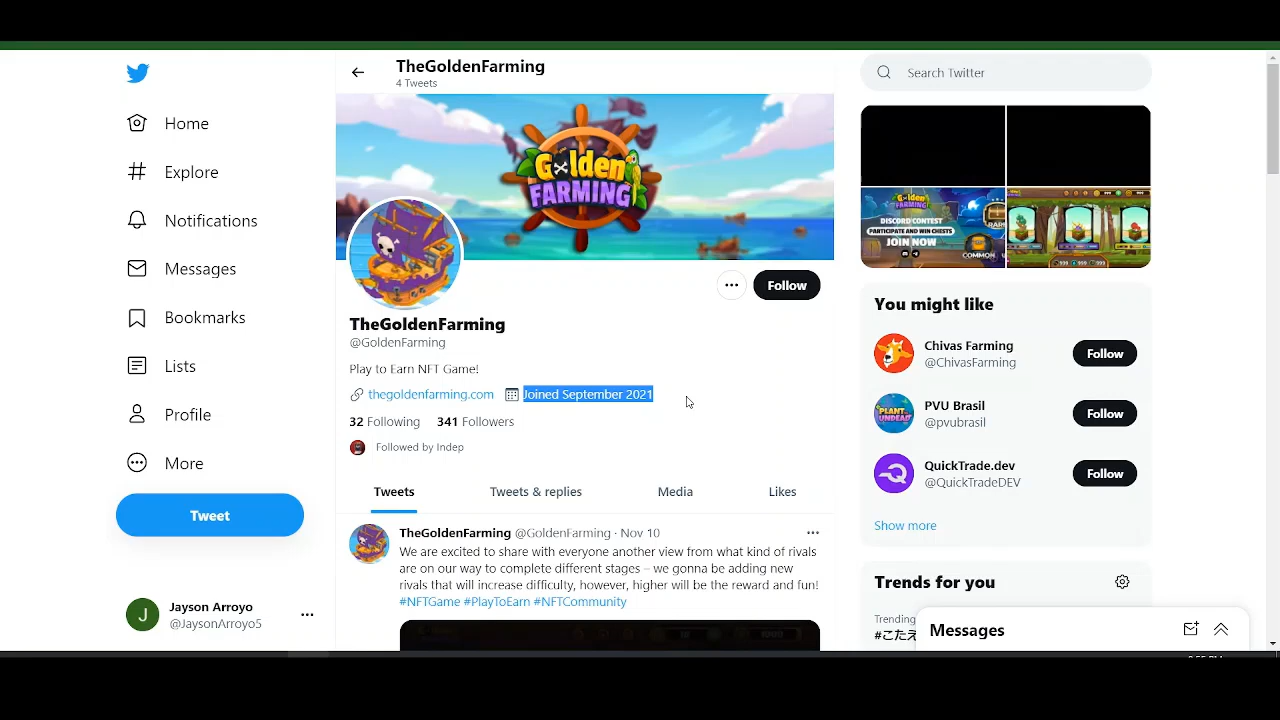 TheGoldenFarming
4 Tweets
Search Twitter
Home
Explore
Notifications
Messages
Bookmarks
Lists
Profile
More
Tweet
Jayson Arroyo
@JaysonArroyo5
Golden
FARMING
Follow
TheGoldenFarming
@GoldenFarming
Play to Earn NFT Game!
thegoldenfarming.com Joined September 2021
32 Following 341 Followers
Followed by Indep
Tweets Tweets & replies Media Likes
TheGoldenFarming @GoldenFarming · Nov 10
We are excited to share with everyone another view from what kind of rivals
are on our way to complete different stages – we gonna be adding new
rivals that will increase difficulty, however, higher will be the reward and fun!
#NFTGame #PlayToEarn #NFTCommunity
Golden
FARMING
DISCORD CONTEST
PARTICIPATE AND WIN CHESTS
JOIN NOW
COMMON
You might like
Chivas Farming
@ChivasFarming
Follow
PVU Brasil
@pvubrasil
Follow
QuickTrade.dev
@QuickTradeDEV
Follow
Show more
Trends for you
Trending
#こたえ
Messages
J